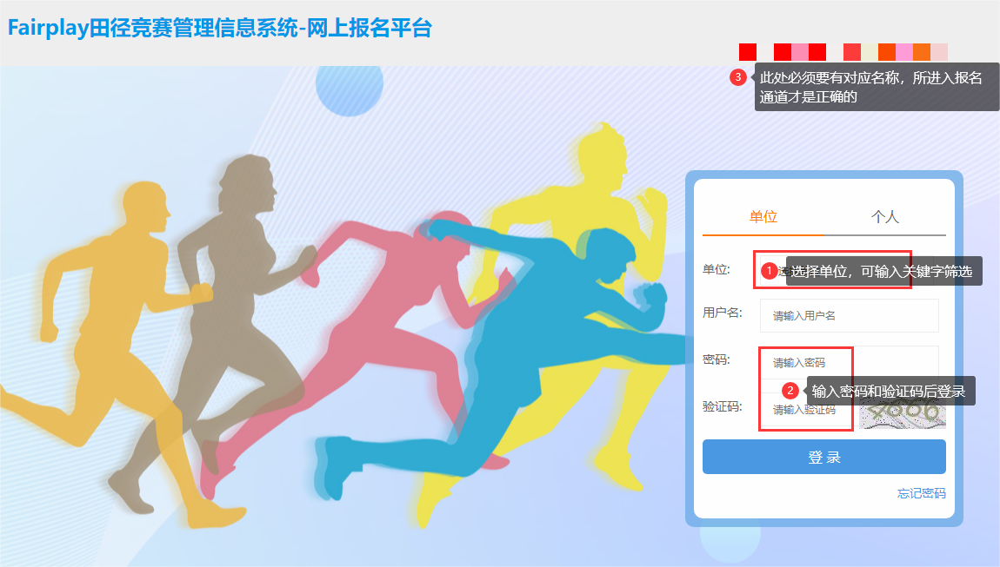 Fairplay田径竞赛管理信息系统-网上报名平台
3 此处必须要有对应名称，所进入报名
通道才是正确的
单位 个人
单位: 1 选择单位，可输入关键字筛选
用户名: 请输入用户名
密码: 请输入密码
2 输入密码和验证码后登录
验证码: 请输入验证码
登 录
忘记密码